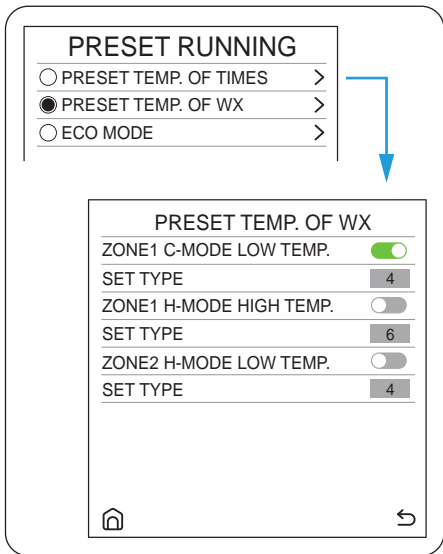 PRESET RUNNING
PRESET TEMP. OF TIMES
PRESET TEMP. OF WX
ECO MODE
PRESET TEMP. OF WX
ZONE1 C-MODE LOW TEMP.
SET TYPE 4
ZONE1 H-MODE HIGH TEMP.
SET TYPE 6
ZONE2 H-MODE LOW TEMP.
SET TYPE 4